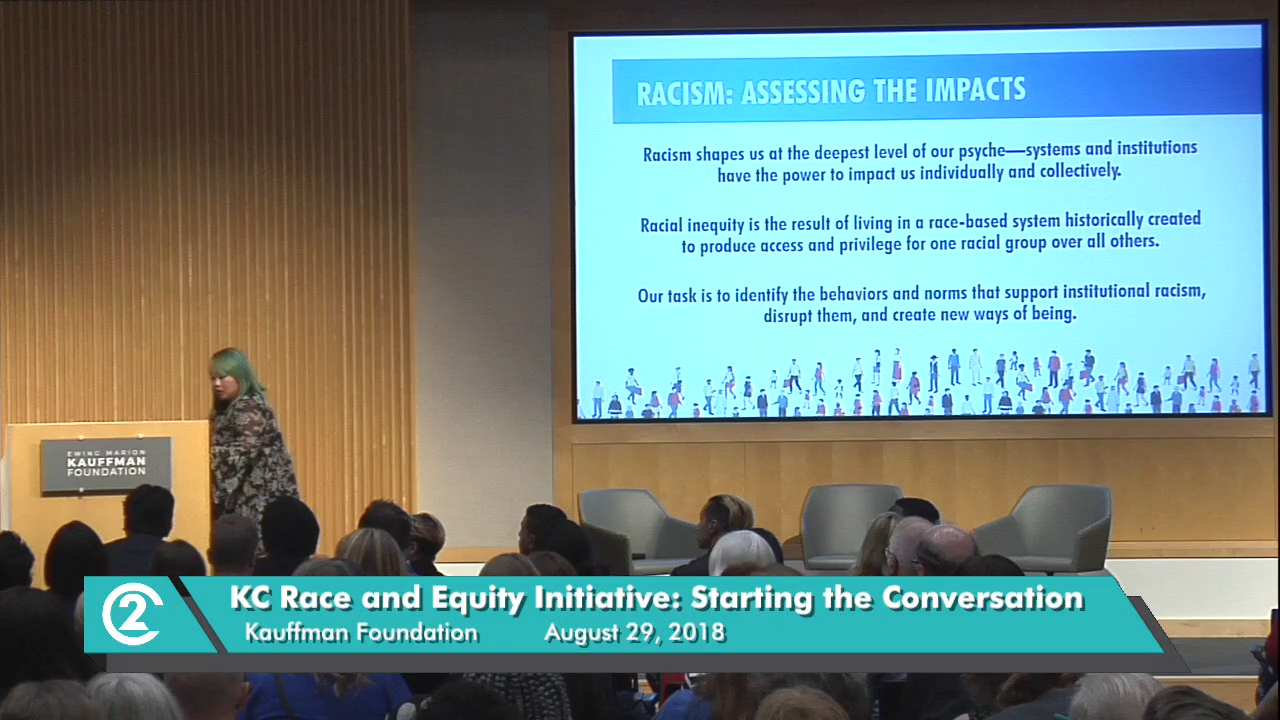 RACISM: ASSESSING THE IMPACTS
Racism shapes us at the deepest level of our psyche—systems and institutions
have the power to impact us individually and collectively.
Racial inequity is the result of living in a race-based system historically created
to produce access and privilege for one racial group over all others.
Our task is to identify the behaviors and norms that support institutional racism,
disrupt them, and create new ways of being.
EWING MARION
KAUFFMAN
FOUNDATION
2
KC Race and Equity Initiative: Starting the Conversation
Kauffman Foundation August 29, 2018